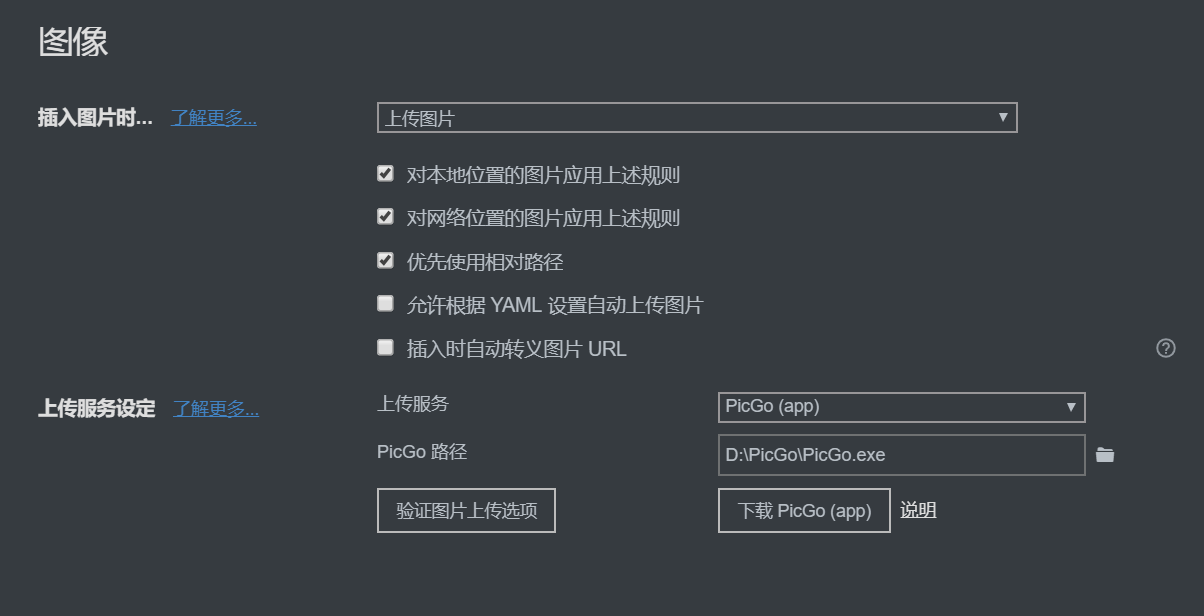 图像
插入图片时... 了解更多... 上传图片
对本地位置的图片应用上述规则
对网络位置的图片应用上述规则
优先使用相对路径
允许根据 YAML 设置自动上传图片
插入时自动转义图片 URL
上传服务设定 了解更多... 上传服务 PicGo (app)
PicGo 路径 D:\PicGo\PicGo.exe
验证图片上传选项 下载 PicGo (app) 说明